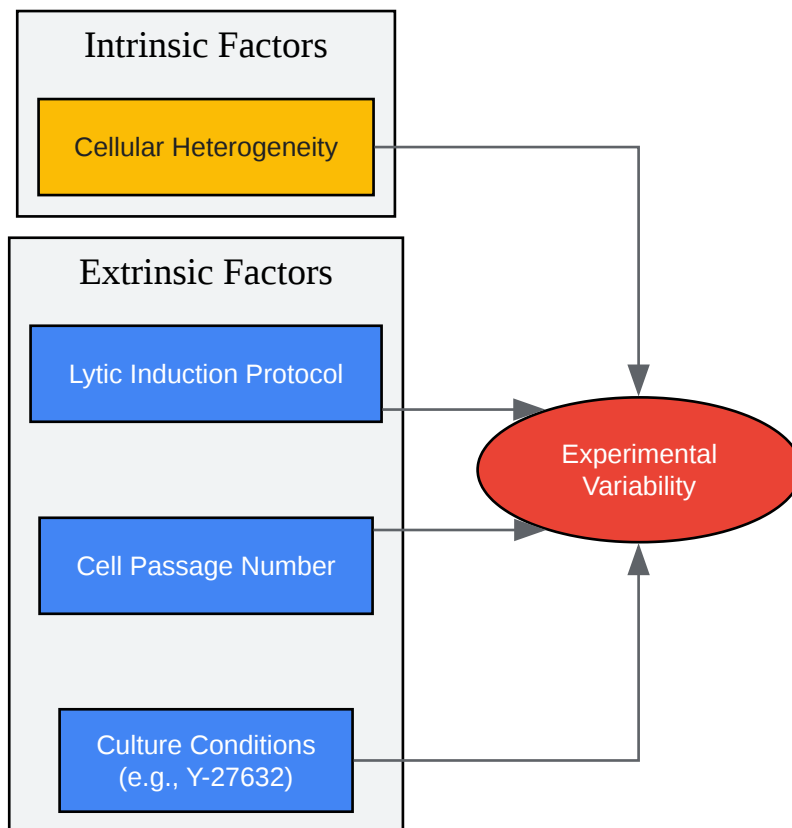 Intrinsic Factors
Cellular Heterogeneity
Extrinsic Factors
Lytic Induction Protocol
Experimental
Variability
Cell Passage Number
Culture Conditions
(e.g., Y-27632)